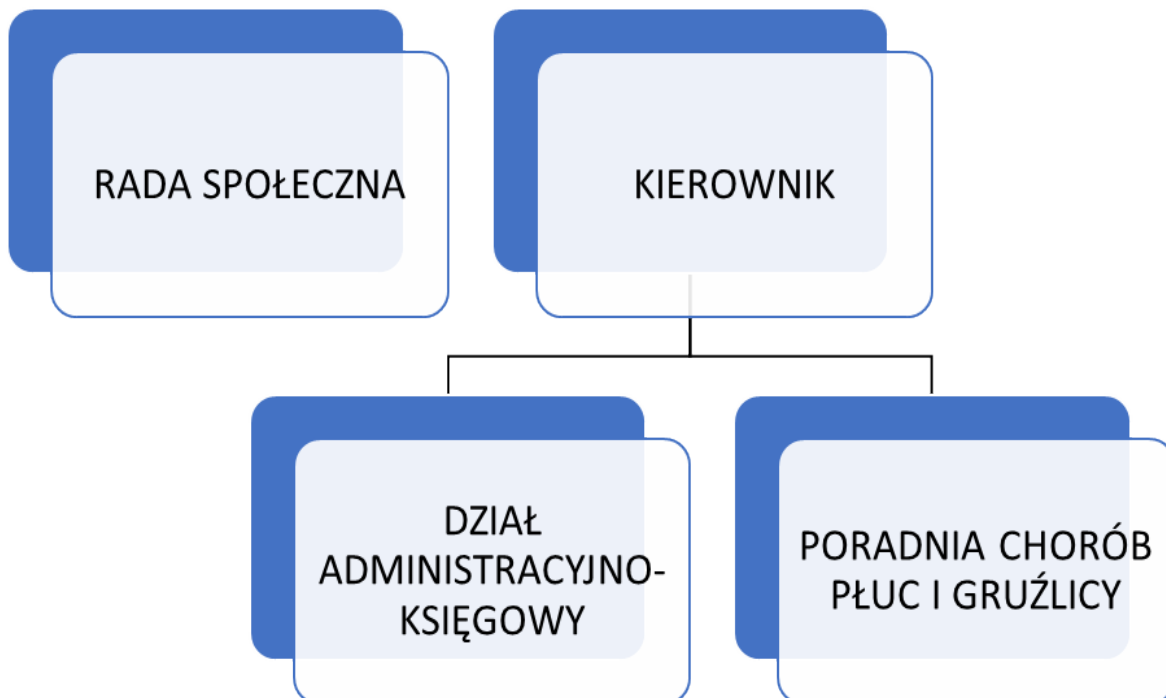 RADA SPOŁECZNA
KIEROWNIK
DZIAŁ
ADMINISTRACYJNO-
KSIĘGOWY
PORADNIA CHORÓB
PŁUC I GRUŹLICY